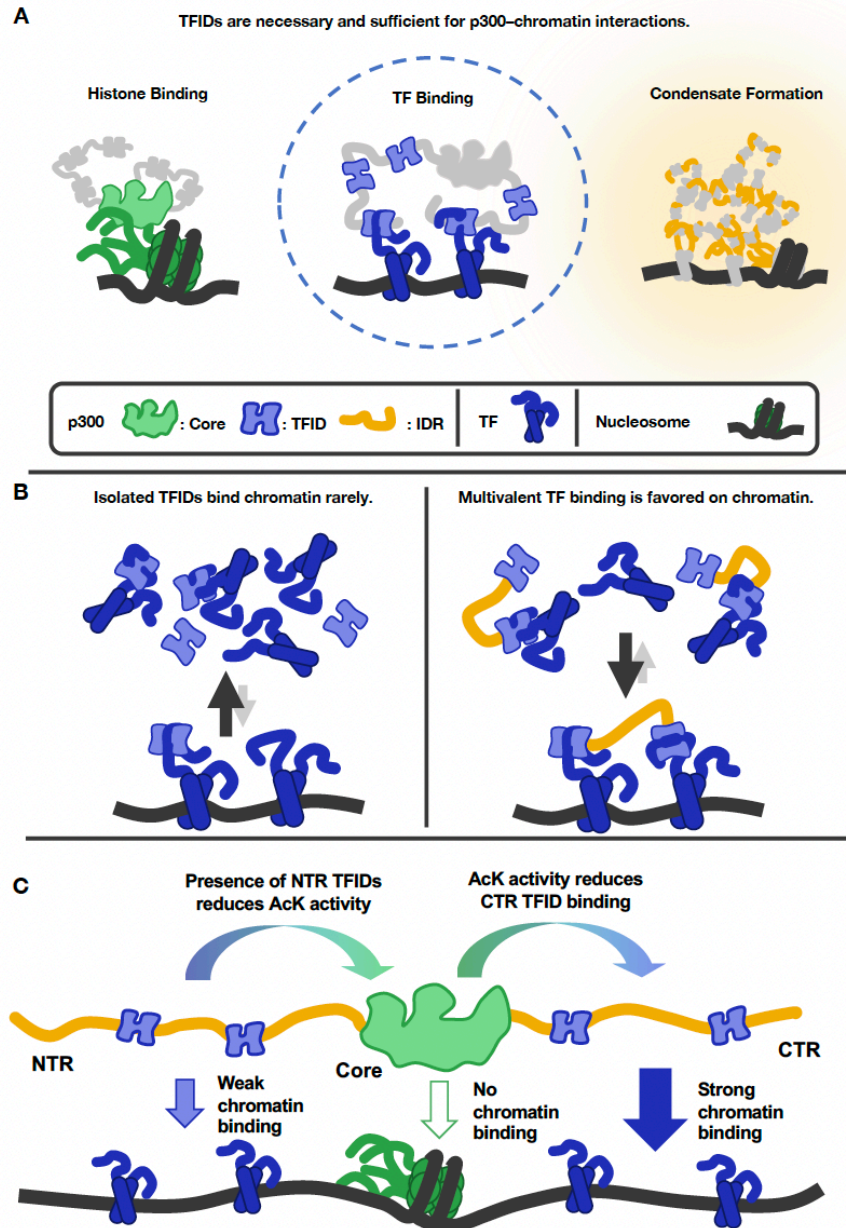 A
TFIDs are necessary and sufficient for p300–chromatin interactions.
Histone Binding
TF Binding
Condensate Formation
p300
: Core
: TFID
: IDR
TF
Nucleosome
B
Isolated TFIDs bind chromatin rarely.
Multivalent TF binding is favored on chromatin.
C
Presence of NTR TFIDs
reduces AcK activity
AcK activity reduces
CTR TFID binding
NTR
Core
CTR
Weak
chromatin
binding
No
chromatin
binding
Strong
chromatin
binding